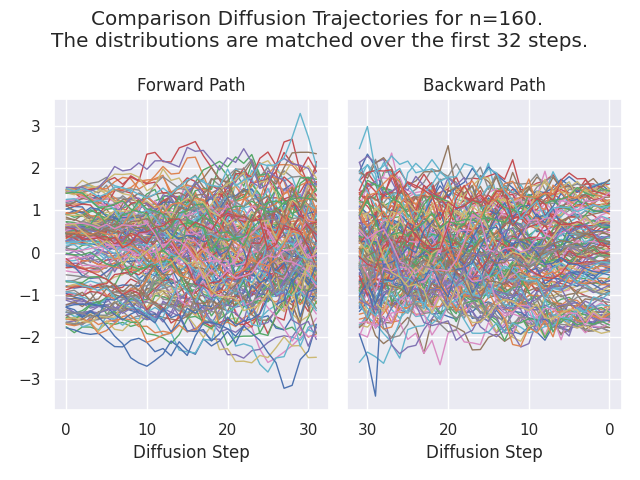 Comparison Diffusion Trajectories for n=160.
The distributions are matched over the first 32 steps.
Forward Path
Backward Path
3
2
1
0
−1
−2
−3
0 10 20 30
30 20 10 0
Diffusion Step
Diffusion Step